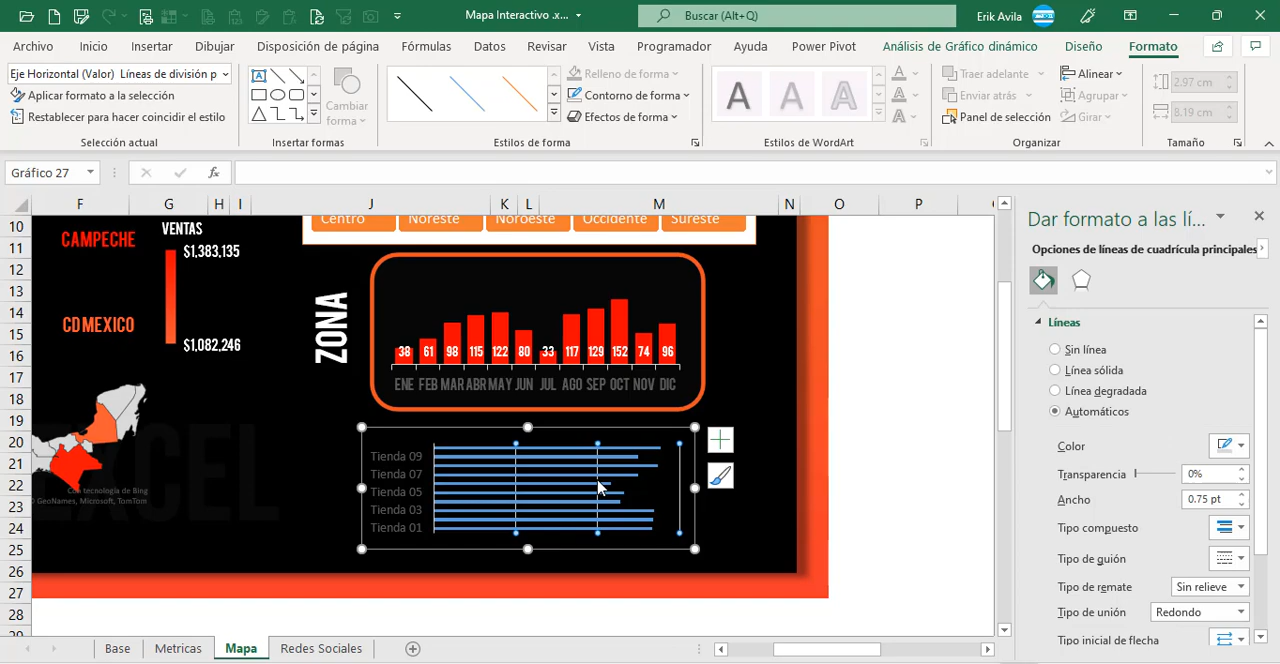 Mapa Interactivo .x...
Buscar (Alt+Q)
Erik Avila
Archivo Inicio Insertar Dibujar Disposición de página Fórmulas Datos Revisar Vista Programador Ayuda Power Pivot Análisis de Gráfico dinámico Diseño Formato
Eje Horizontal (Valor) Líneas de división p
Aplicar formato a la selección
Restablecer para hacer coincidir el estilo
Selección actual
Cambiar
forma
Insertar formas
Relleno de forma
Contorno de forma
Efectos de forma
Estilos de forma
A A A
Estilos de WordArt
Traer adelante
Enviar atrás
Panel de selección
Alinear
Agrupar
Girar
Organizar
2.97 cm
8.19 cm
Tamaño
Gráfico 27
fx
F G H I J K L M N O P
10
11
12
13
14
15
16
17
18
19
20
21
22
23
24
25
26
27
28
29
Centro Noreste Noroeste Occidente Sureste
CAMPECHE
VENTAS
$1,383,135
CDMEXICO
$1,082,246
EXCEL
Con tecnología de Bing
© GeoNames, Microsoft, TomTom
ZONA
38 61 98 115 122 80 33 117 129 152 74 96
ENE FEB MAR ABR MAY JUN JUL AGO SEP OCT NOV DIC
Tienda 09
Tienda 07
Tienda 05
Tienda 03
Tienda 01
Dar formato a las lí...
Opciones de líneas de cuadrícula principales
Líneas
Sin línea
Línea sólida
Línea degradada
Automáticos
Color
Transparencia 0%
Ancho 0.75 pt
Tipo compuesto
Tipo de guión
Tipo de remate Sin relieve
Tipo de unión Redondo
Tipo inicial de flecha
Base Metricas Mapa Redes Sociales